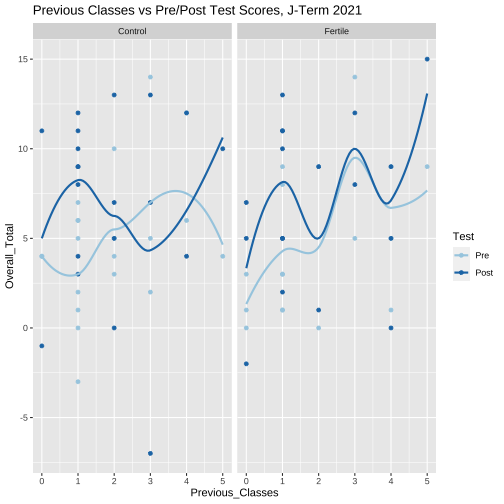 Previous Classes vs Pre/Post Test Scores, J-Term 2021
Control
Fertile
15
10
5
0
-5
Overall_Total
0 1 2 3 4 5
0 1 2 3 4 5
Previous_Classes
Test
Pre
Post